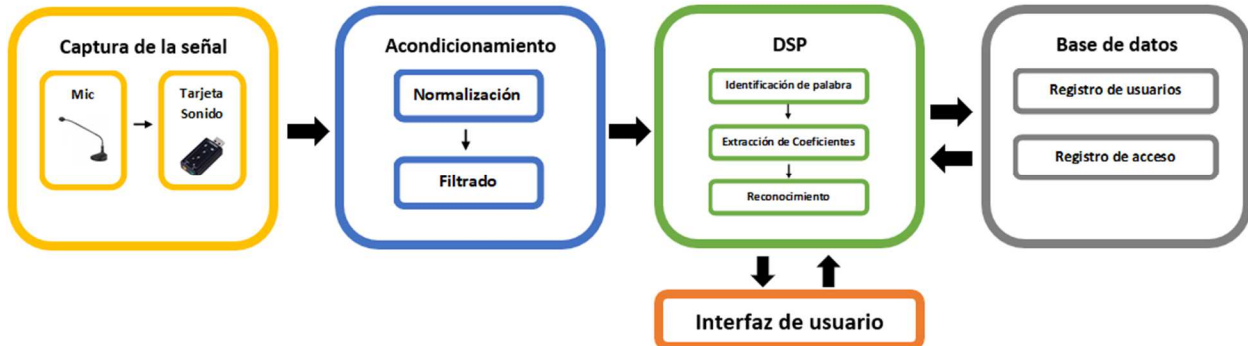 Captura de la señal
Mic
Tarjeta
Sonido
Acondicionamiento
Normalización
Filtrado
DSP
Identificación de palabra
Extracción de Coeficientes
Reconocimiento
Base de datos
Registro de usuarios
Registro de acceso
Interfaz de usuario